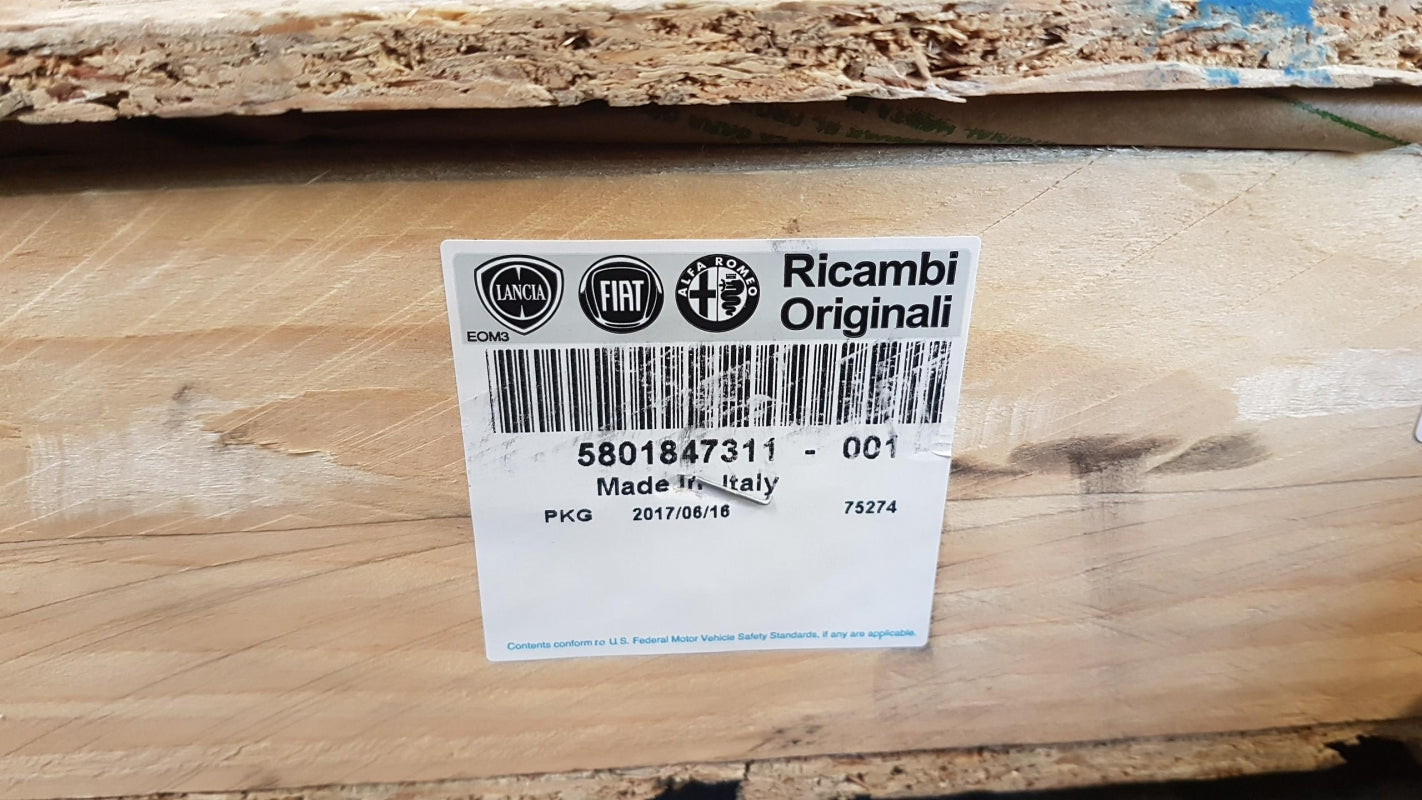 LANCIA FIAT ALFA ROMEO Ricambi
Originali
EOM3
5801847311 - 001
Made In Italy
PKG 2017/06/16 75274
Contents conform to U.S. Federal Motor Vehicle Safety Standards, if any are applicable.